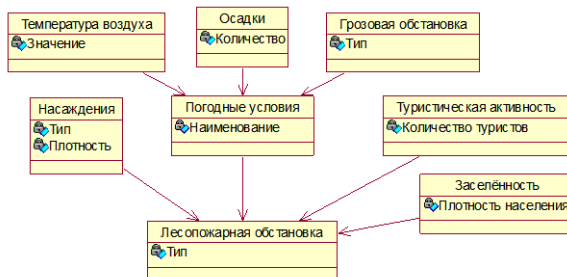 Температура воздуха
Значение
Осадки
Количество
Грозовая обстановка
Тип
Насаждения
Тип
Плотность
Погодные условия
Наименование
Туристическая активность
Количество туристов
Заселённость
Плотность населения
Лесопожарная обстановка
Тип